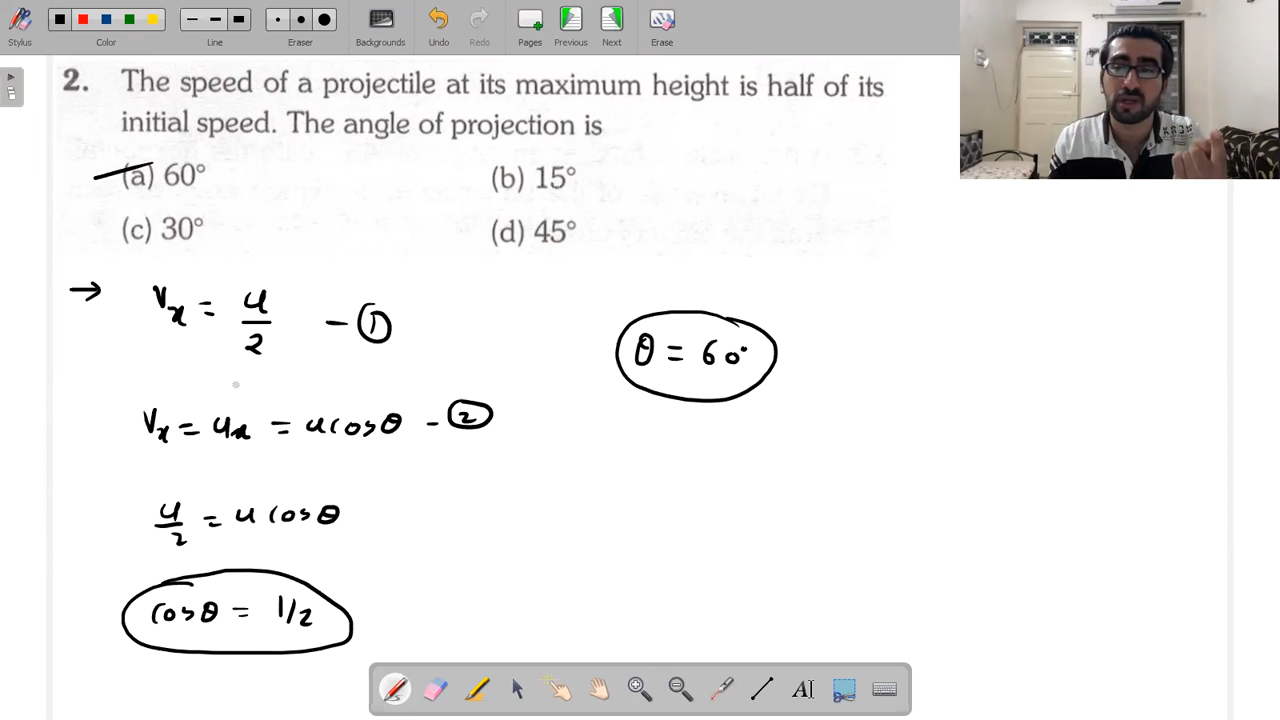 Stylus
Color
Line
Eraser
Backgrounds
Undo
Redo
Pages
Previous
Next
Erase
2. The speed of a projectile at its maximum height is half of its
initial speed. The angle of projection is
(a) 60° (b) 15°
(c) 30° (d) 45°
→ Vx = u/2 – ①
θ = 60°
Vx = ux = u cosθ – ②
u/2 = u cosθ
cosθ = 1/2
AI